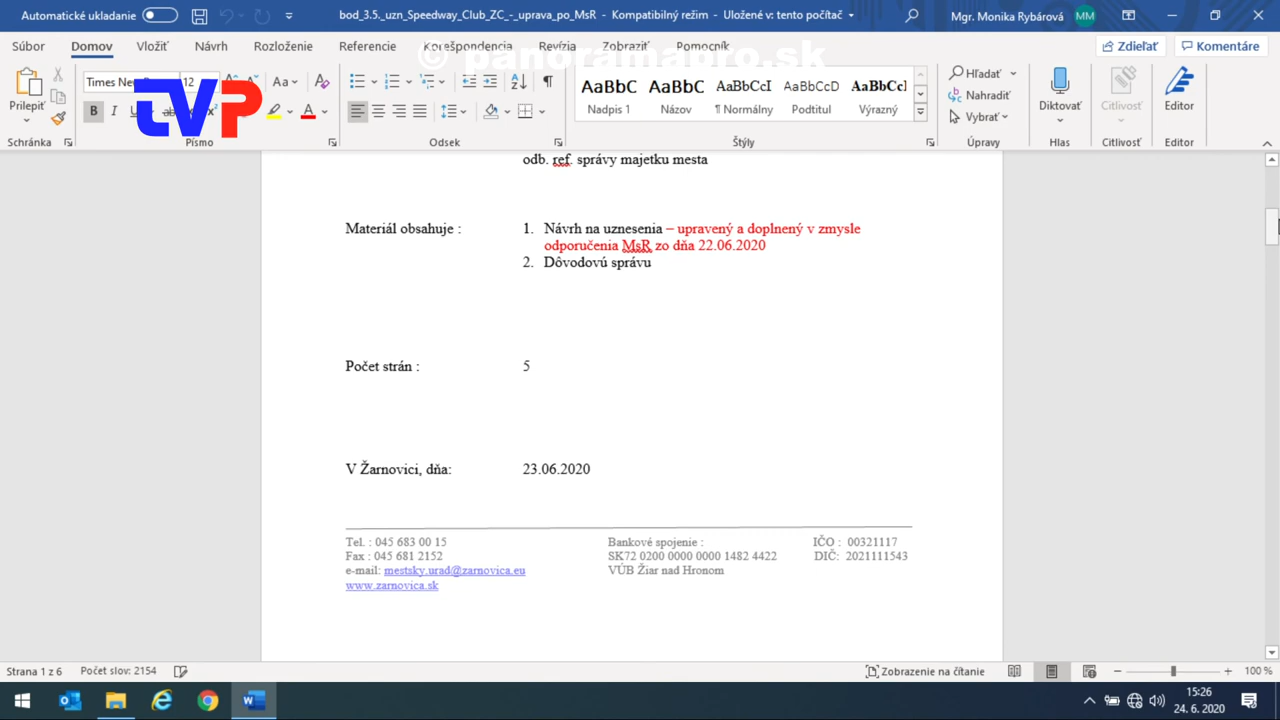 Automatické ukladanie
bod_3.5._uzn_Speedway_Club_ZC_-_uprava_po_MsR - Kompatibilný režim - Uložené v: tento počítač
Mgr. Monika Rybárová MM
Súbor Domov Vložiť Návrh Rozloženie Referencie Korešpondencia Revízia Zobraziť Pomocník
© panoramapro.sk
Zdieľať Komentáre
tvP
Prilepiť
Times New 12
Aa
AaBbC AaBbC AaBbCcI AaBbCcD AaBbCcI
Nadpis 1 Názov ¶ Normálny Podtitul Výrazný
Hľadať
Nahradiť
Vybrať
Diktovať Citlivosť Editor
Schránka Písmo Odsek Štýly Úpravy Hlas Citlivosť Editor
odb. ref. správy majetku mesta
Materiál obsahuje : 1. Návrh na uznesenia – upravený a doplnený v zmysle
odporučenia MsR zo dňa 22.06.2020
2. Dôvodovú správu
Počet strán : 5
V Žarnovici, dňa: 23.06.2020
Tel. : 045 683 00 15 Bankové spojenie : IČO : 00321117
Fax : 045 681 2152 SK72 0200 0000 0000 1482 4422 DIČ: 2021111543
e-mail: mestsky.urad@zarnovica.eu VÚB Žiar nad Hronom
www.zarnovica.sk
Strana 1 z 6 Počet slov: 2154 Zobrazenie na čítanie 100 %
15:26
24. 6. 2020